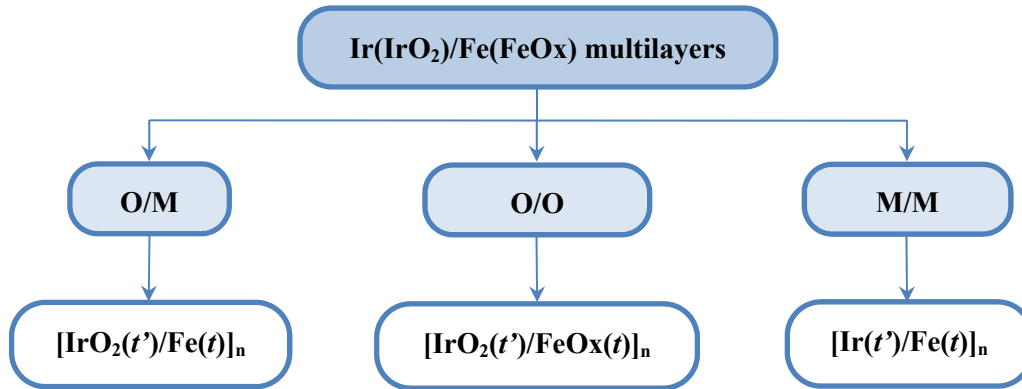 Ir(IrO₂)/Fe(FeOx) multilayers
O/M
O/O
M/M
[IrO₂(t’)/Fe(t)]ₙ
[IrO₂(t’)/FeOx(t)]ₙ
[Ir(t’)/Fe(t)]ₙ